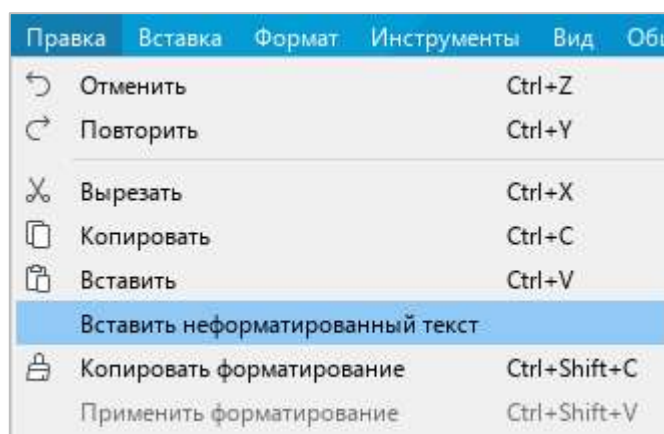 Правка Вставка Формат Инструменты Вид
Отменить Ctrl+Z
Повторить Ctrl+Y
Вырезать Ctrl+X
Копировать Ctrl+C
Вставить Ctrl+V
Вставить неформатированный текст
Копировать форматирование Ctrl+Shift+C
Применить форматирование Ctrl+Shift+V